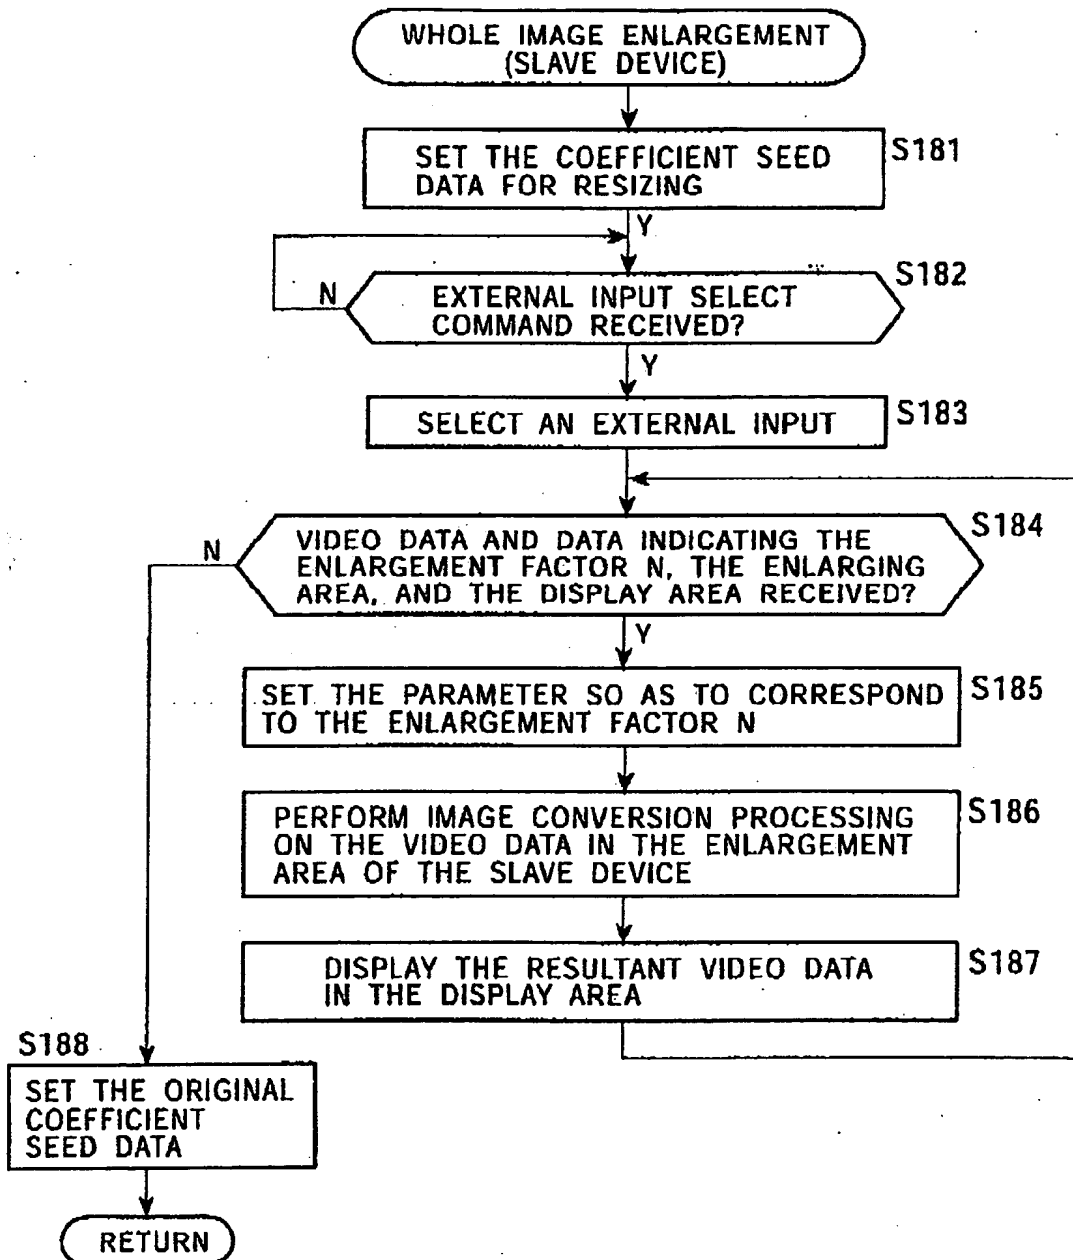 WHOLE IMAGE ENLARGEMENT
(SLAVE DEVICE)
S181
SET THE COEFFICIENT SEED
DATA FOR RESIZING
Y
S182
N
EXTERNAL INPUT SELECT
COMMAND RECEIVED?
Y
S183
SELECT AN EXTERNAL INPUT
S184
N
VIDEO DATA AND DATA INDICATING THE
ENLARGEMENT FACTOR N, THE ENLARGING
AREA, AND THE DISPLAY AREA RECEIVED?
Y
S185
SET THE PARAMETER SO AS TO CORRESPOND
TO THE ENLARGEMENT FACTOR N
S186
PERFORM IMAGE CONVERSION PROCESSING
ON THE VIDEO DATA IN THE ENLARGEMENT
AREA OF THE SLAVE DEVICE
S187
DISPLAY THE RESULTANT VIDEO DATA
IN THE DISPLAY AREA
S188
SET THE ORIGINAL
COEFFICIENT
SEED DATA
RETURN